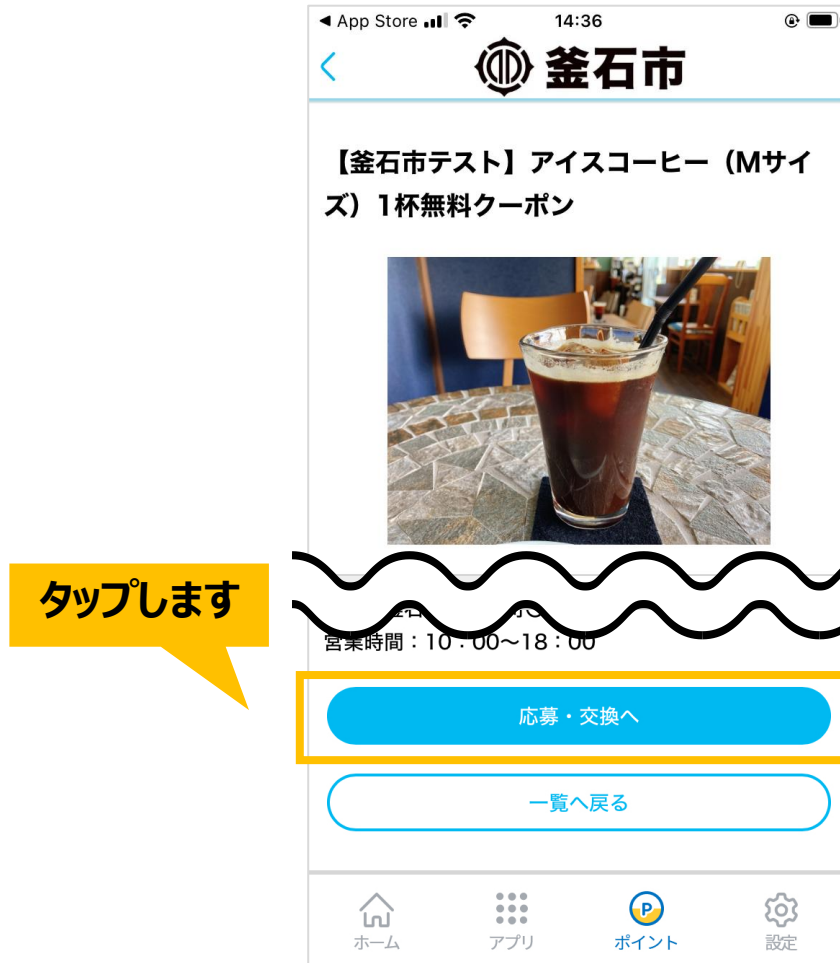 ◀ App Store
14:36
釜石市
【釜石市テスト】アイスコーヒー（Mサイ
ズ）1杯無料クーポン
タップします
営業時間：10：00〜18：00
応募・交換へ
一覧へ戻る
ホーム
アプリ
P
ポイント
設定